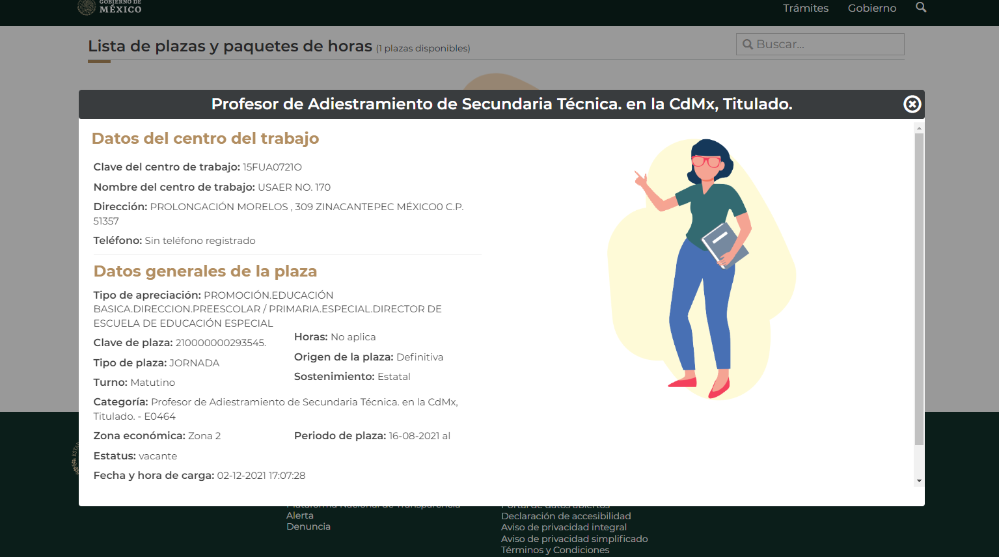 GOBIERNO DE
MÉXICO
Trámites
Gobierno
Lista de plazas y paquetes de horas (1 plazas disponibles)
Buscar...
Profesor de Adiestramiento de Secundaria Técnica. en la CdMx, Titulado.
Datos del centro del trabajo
Clave del centro de trabajo: 15FUA0721O
Nombre del centro de trabajo: USAER NO. 170
Dirección: PROLONGACIÓN MORELOS , 309 ZINACANTEPEC MÉXICO0 C.P.
51357
Teléfono: Sin teléfono registrado
Datos generales de la plaza
Tipo de apreciación: PROMOCIÓN.EDUCACIÓN
BASICA.DIRECCION.PREESCOLAR / PRIMARIA.ESPECIAL.DIRECTOR DE
ESCUELA DE EDUCACIÓN ESPECIAL
Clave de plaza: 210000000293545.
Horas: No aplica
Tipo de plaza: JORNADA
Origen de la plaza: Definitiva
Turno: Matutino
Sostenimiento: Estatal
Categoría: Profesor de Adiestramiento de Secundaria Técnica. en la CdMx,
Titulado. - E0464
Zona económica: Zona 2
Periodo de plaza: 16-08-2021 al
Estatus: vacante
Fecha y hora de carga: 02-12-2021 17:07:28
Plataforma Nacional de Transparencia
Alerta
Denuncia
Portal de datos abiertos
Declaración de accesibilidad
Aviso de privacidad integral
Aviso de privacidad simplificado
Términos y Condiciones